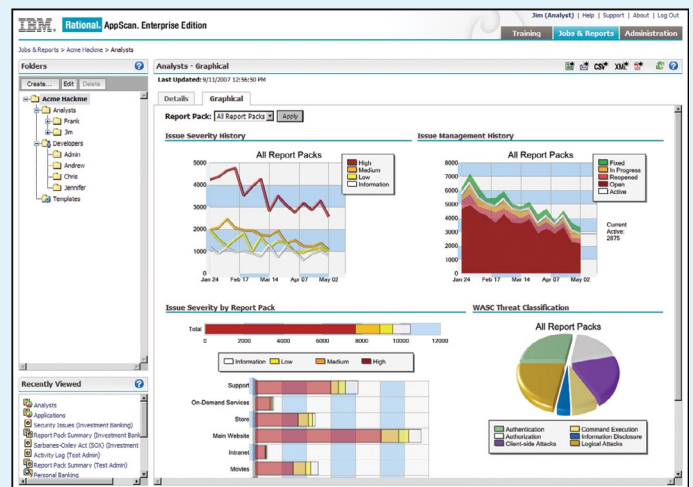 IBM. Rational. AppScan. Enterprise Edition
Jim (Analyst) | Help | Support | About | Log Out
Training Jobs & Reports Administration
Jobs & Reports > Acme Hackme > Analysts
Folders
Create... Edit Delete
Acme Hackme
Analysts
Frank
Jim
Developers
Admin
Andrew
Chris
Jennifer
Templates
Recently Viewed
Analysts
Applications
Security Issues (Investment Banking)
Report Pack Summary (Investment Bank
Sarbanes-Oxley Act (SOX) (Investment
Activity Log (Test Admin)
Report Pack Summary (Test Admin)
Personal Banking
Analysts - Graphical
CSV XML
Last Updated: 9/11/2007 12:56:50 PM
Details Graphical
Report Pack: All Report Packs Apply
Issue Severity History
All Report Packs
High
Medium
Low
Information
5000
4000
3000
2000
1000
0
Jan 24 Feb 17 Mar 14 Apr 07 May 02
Issue Management History
All Report Packs
Fixed
In Progress
Reopened
Open
Active
8000
7000
6000
5000
4000
3000
2000
1000
0
Jan 24 Feb 17 Mar 14 Apr 07 May 02
Current
Active:
2875
Issue Severity by Report Pack
Total
0 2000 4000 6000 8000 10000 12000
Information Low Medium High
Support
On-Demand Services
Store
Main Website
Intranet
Movies
WASC Threat Classification
All Report Packs
Authentication Command Execution
Authorization Information Disclosure
Client-side Attacks Logical Attacks